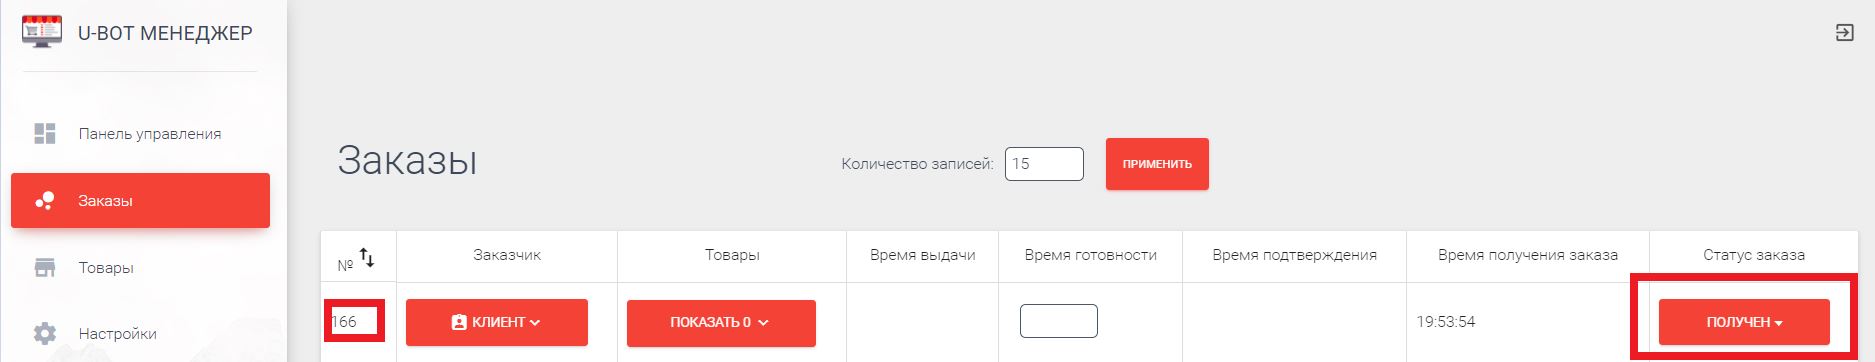 U-BOT МЕНЕДЖЕР
Панель управления
Заказы
Товары
Настройки
Заказы
Количество записей: 15 ПРИМЕНИТЬ
№ Заказчик Товары Время выдачи Время готовности Время подтверждения Время получения заказа Статус заказа
166 КЛИЕНТ ПОКАЗАТЬ 0 19:53:54 ПОЛУЧЕН